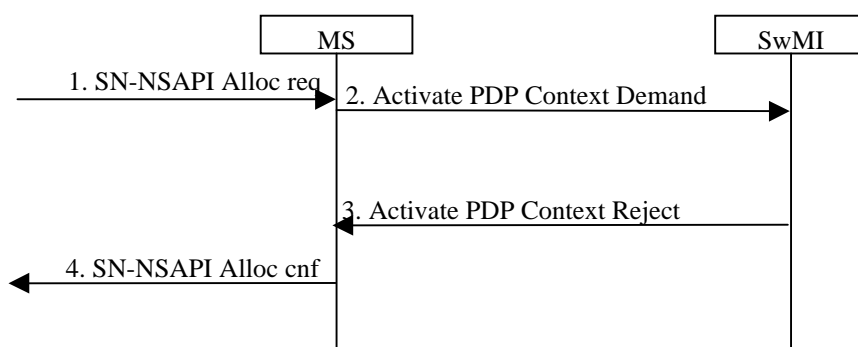 MS
SwMI
1. SN-NSAPI Alloc req
2. Activate PDP Context Demand
3. Activate PDP Context Reject
4. SN-NSAPI Alloc cnf